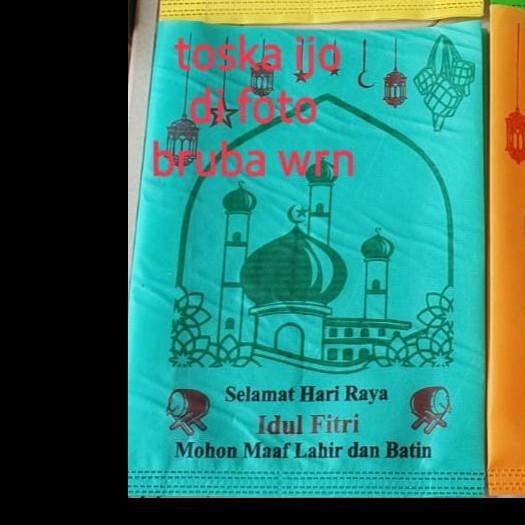 toska ijo
di foto
bruba wrn
Selamat Hari Raya
Idul Fitri
Mohon Maaf Lahir dan Batin